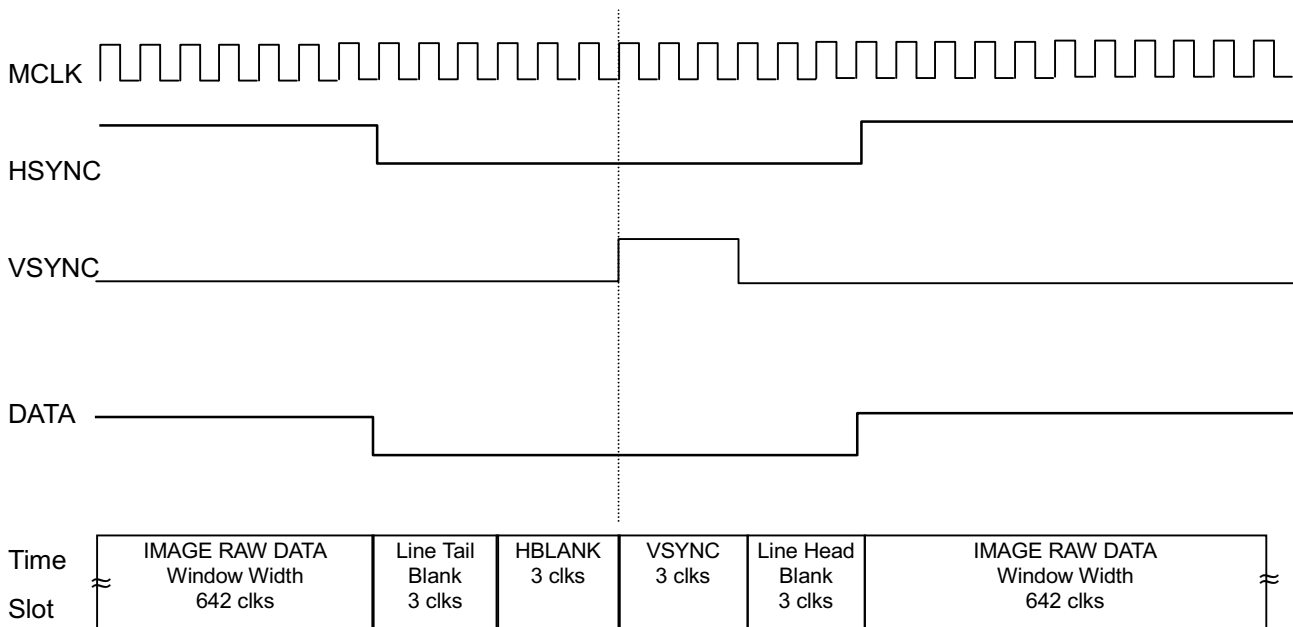 MCLK
HSYNC
VSYNC
DATA
Time
Slot
IMAGE RAW DATA
Window Width
642 clks
Line Tail
Blank
3 clks
HBLANK
3 clks
VSYNC
3 clks
Line Head
Blank
3 clks
IMAGE RAW DATA
Window Width
642 clks